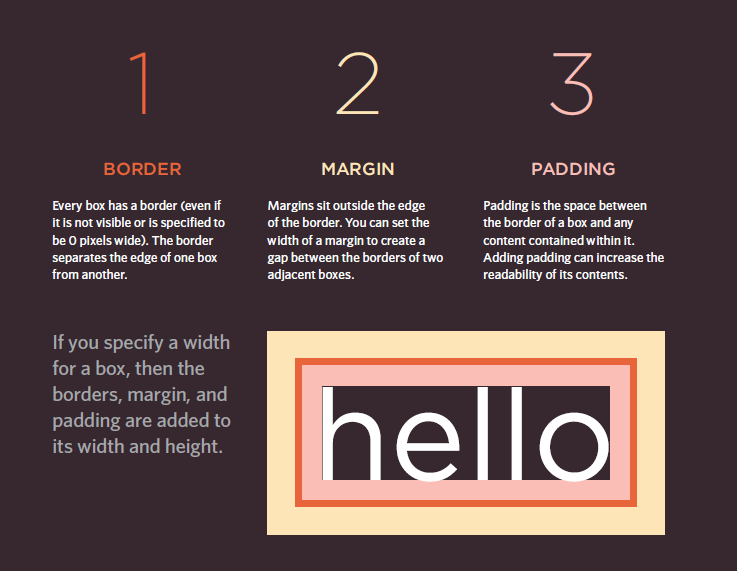 1
BORDER
Every box has a border (even if
it is not visible or is specified to
be 0 pixels wide). The border
separates the edge of one box
from another.
2
MARGIN
Margins sit outside the edge
of the border. You can set the
width of a margin to create a
gap between the borders of two
adjacent boxes.
3
PADDING
Padding is the space between
the border of a box and any
content contained within it.
Adding padding can increase the
readability of its contents.
If you specify a width
for a box, then the
borders, margin, and
padding are added to
its width and height.
hello